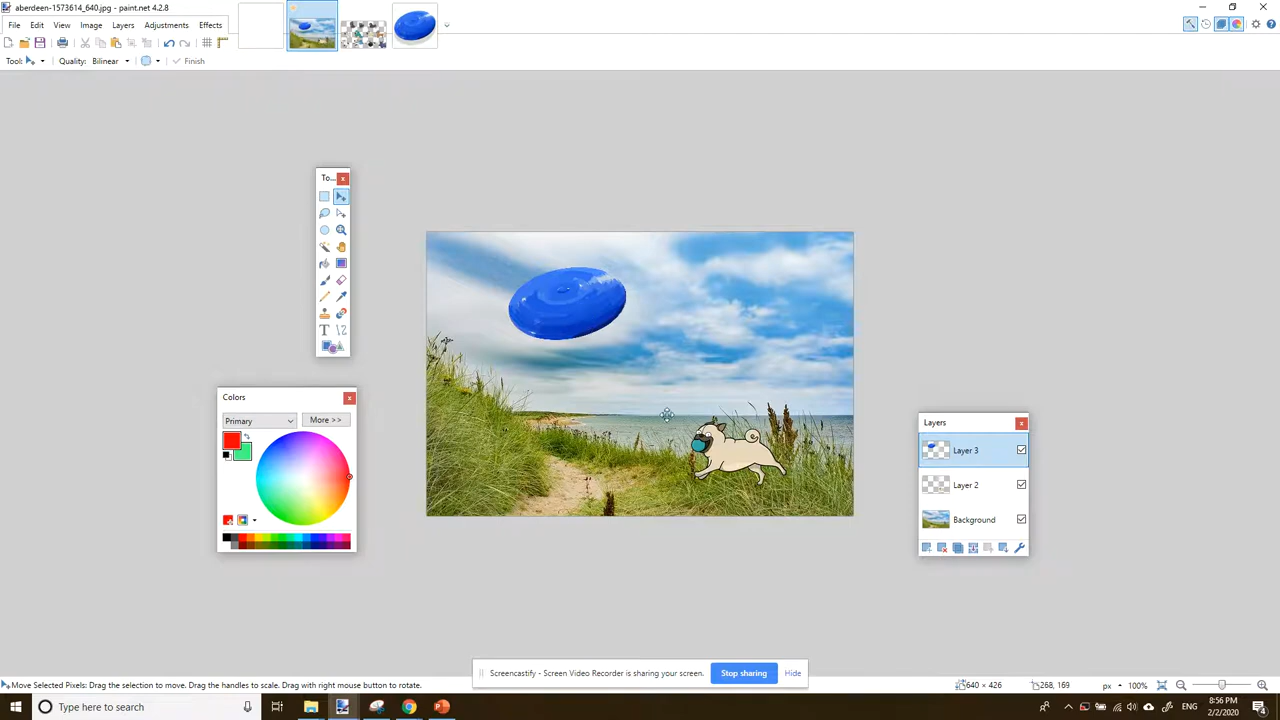 aberdeen-1573614_640.jpg - paint.net 4.2.8
File Edit View Image Layers Adjustments Effects
Tool: Quality: Bilinear Finish
To...
T
Colors
Primary More >>
Layers
Layer 3
Layer 2
Background
Screencastify - Screen Video Recorder is sharing your screen. Stop sharing Hide
Move Selected Pixels: Drag the selection to move. Drag the handles to scale. Drag with right mouse button to rotate. 640 × 426 268, 169 px 100%
Type here to search ENG 8:56 PM
2/2/2020 4